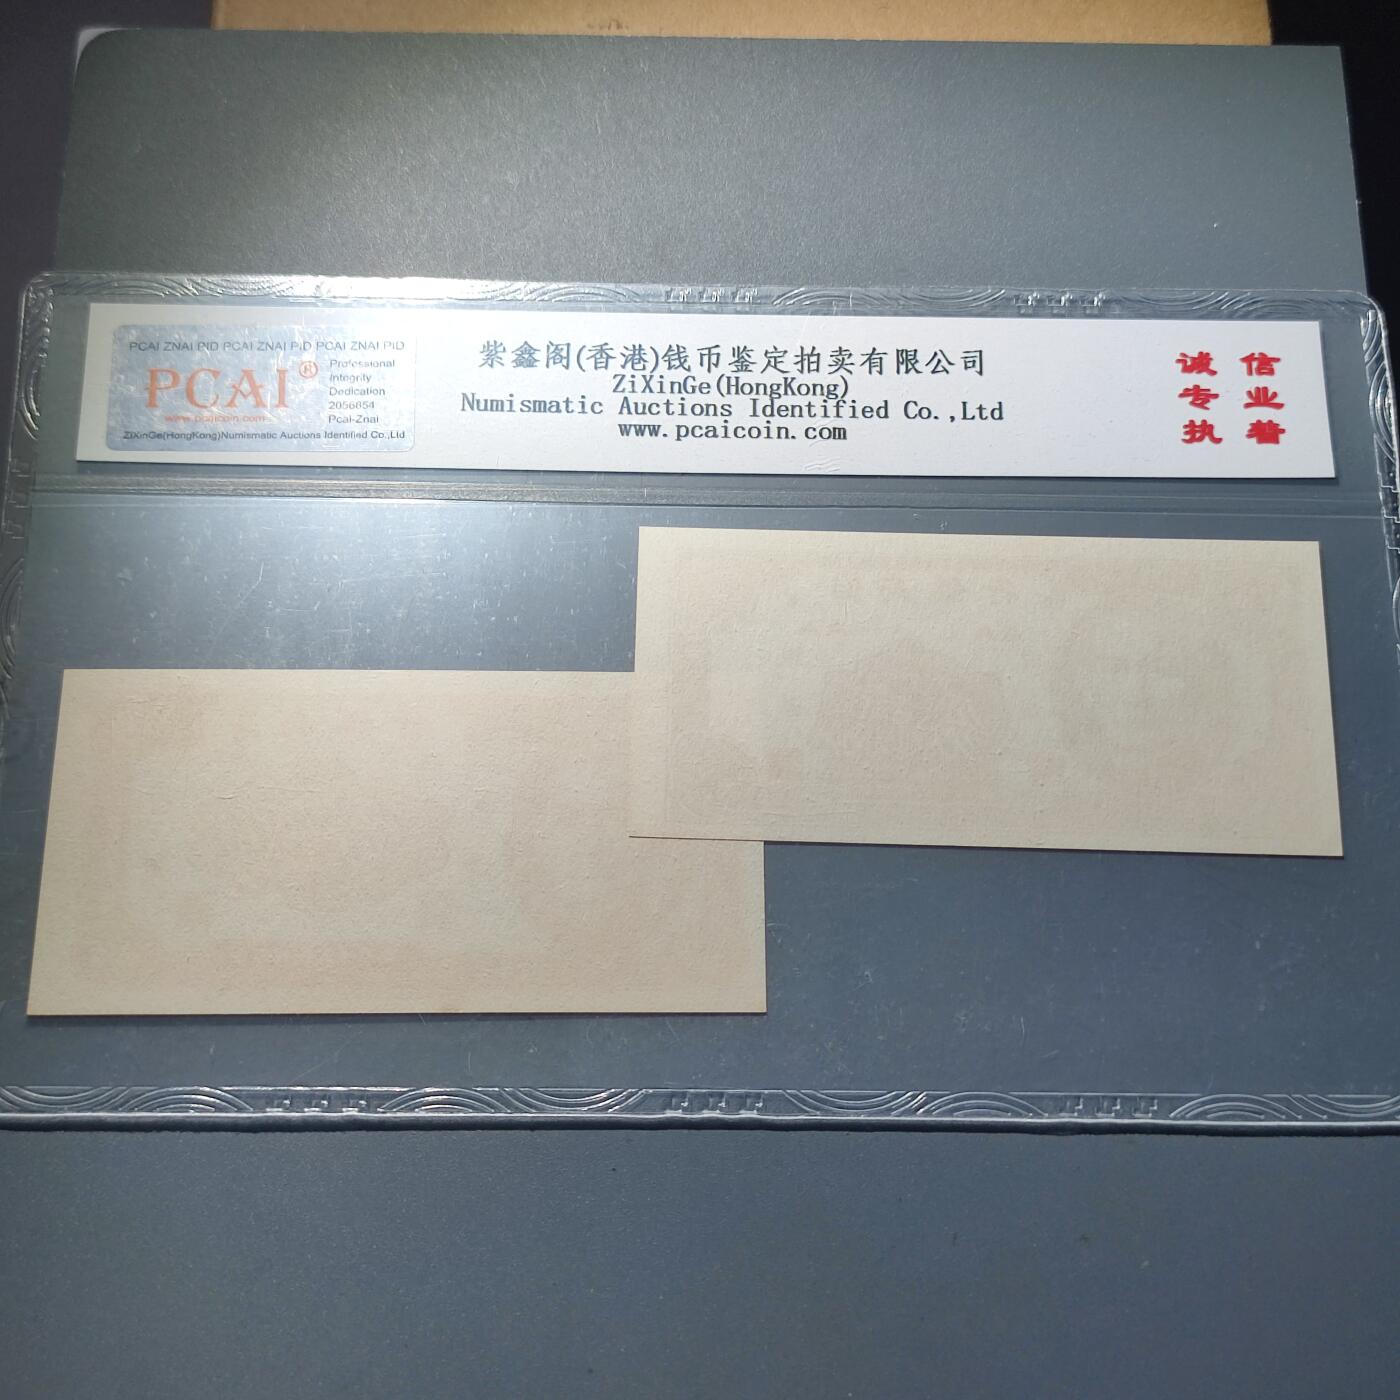 PCAI ZNAI PID PCAI ZNAI PID PCAI ZNAI PID
PCAI®
www.pcaicoin.com
Professional
Integrity
Dedication
2056854
Pcai-Znai
ZiXinGe(HongKong)Numismatic Auctions Identified Co.,Ltd
紫鑫阁(香港)钱币鉴定拍卖有限公司
ZiXinGe(HongKong)
Numismatic Auctions Identified Co.,Ltd
www.pcaicoin.com
诚 信
专 业
执 着